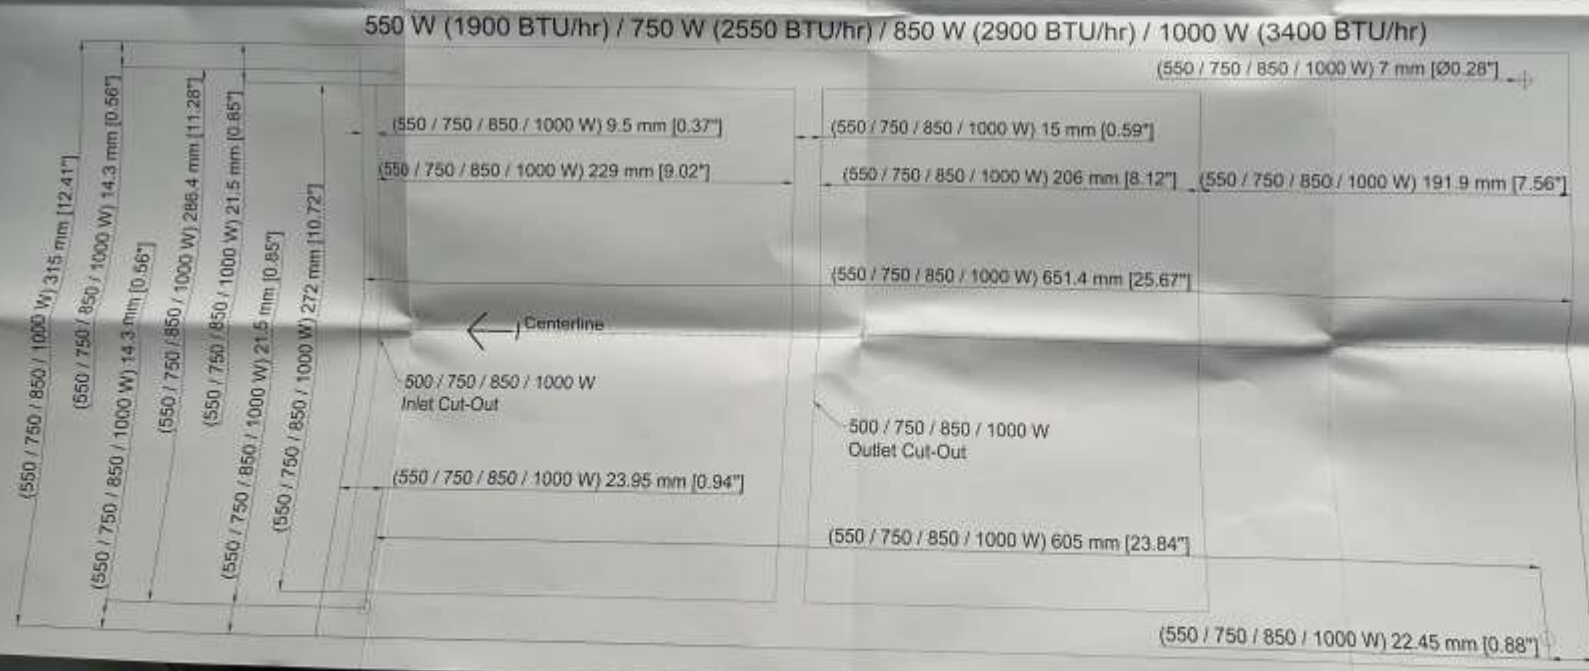 550 W (1900 BTU/hr) / 750 W (2550 BTU/hr) / 850 W (2900 BTU/hr) / 1000 W (3400 BTU/hr)
(550 / 750 / 850 / 1000 W) 7 mm [Ø0.28"]
(550 / 750 / 850 / 1000 W) 9.5 mm [0.37"]
(550 / 750 / 850 / 1000 W) 15 mm [0.59"]
(550 / 750 / 850 / 1000 W) 229 mm [9.02"]
(550 / 750 / 850 / 1000 W) 206 mm [8.12"]
(550 / 750 / 850 / 1000 W) 191.9 mm [7.56"]
(550 / 750 / 850 / 1000 W) 315 mm [12.41"]
(550 / 750 / 850 / 1000 W) 14.3 mm [0.56"]
(550 / 750 / 850 / 1000 W) 14.3 mm [0.56"]
(550 / 750 / 850 / 1000 W) 286.4 mm [11.28"]
(550 / 750 / 850 / 1000 W) 21.5 mm [0.85"]
(550 / 750 / 850 / 1000 W) 21.5 mm [0.85"]
(550 / 750 / 850 / 1000 W) 272 mm [10.72"]
(550 / 750 / 850 / 1000 W) 651.4 mm [25.67"]
Centerline
500 / 750 / 850 / 1000 W
Inlet Cut-Out
500 / 750 / 850 / 1000 W
Outlet Cut-Out
(550 / 750 / 850 / 1000 W) 23.95 mm [0.94"]
(550 / 750 / 850 / 1000 W) 605 mm [23.84"]
(550 / 750 / 850 / 1000 W) 22.45 mm [0.88"]